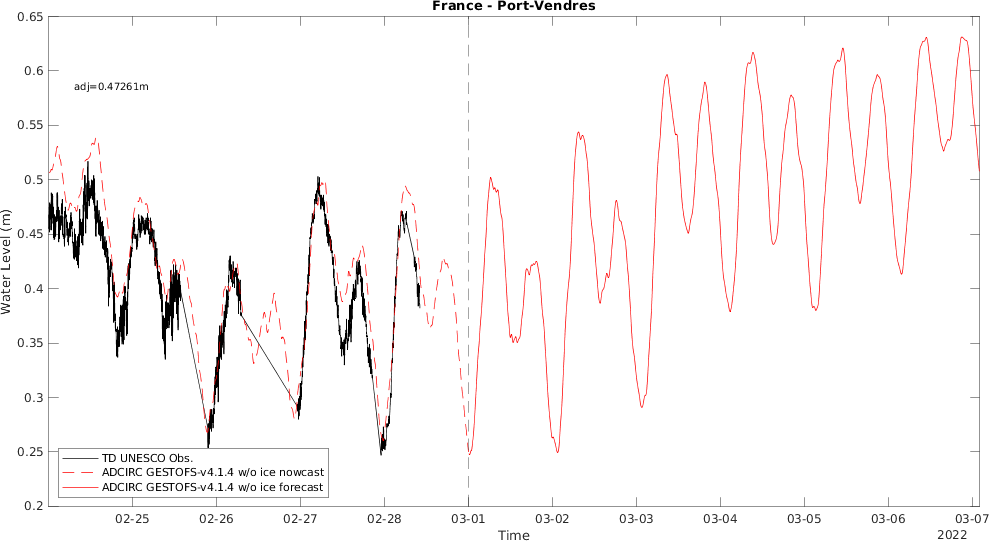 France - Port-Vendres
0.65
0.6
0.55
0.5
0.45
0.4
0.35
0.3
0.25
0.2
Water Level (m)
adj=0.47261m
TD UNESCO Obs.
ADCIRC GESTOFS-v4.1.4 w/o ice nowcast
ADCIRC GESTOFS-v4.1.4 w/o ice forecast
02-25 02-26 02-27 02-28 03-01 03-02 03-03 03-04 03-05 03-06 03-07
Time
2022